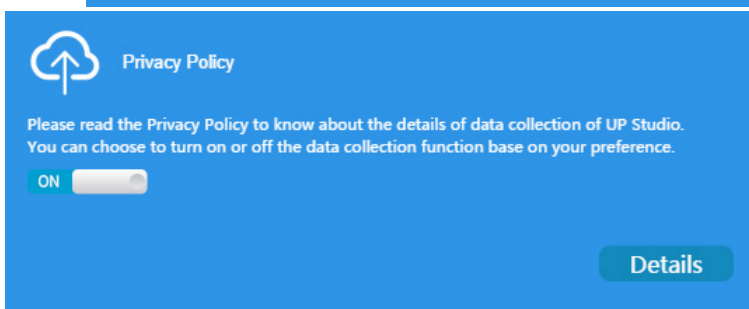 Privacy Policy
Please read the Privacy Policy to know about the details of data collection of UP Studio.
You can choose to turn on or off the data collection function base on your preference.
ON
Details